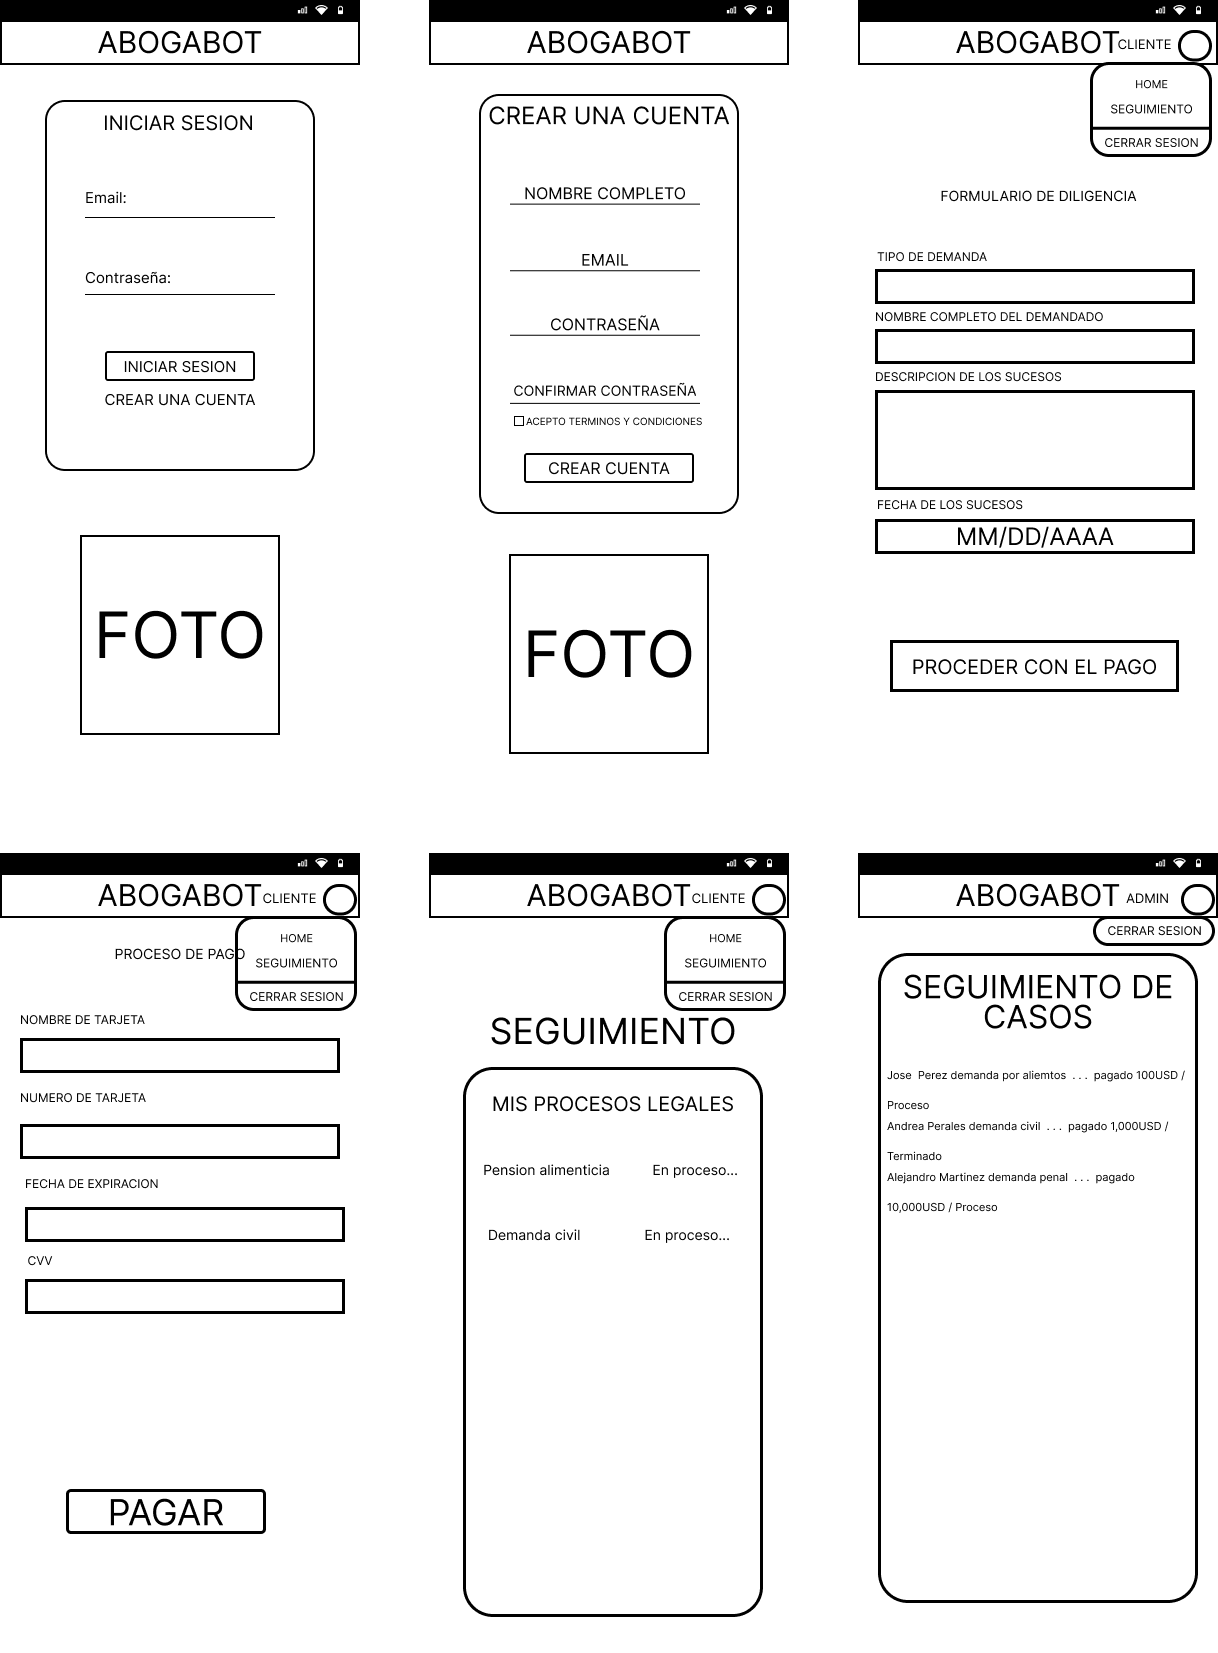 ABOGABOT
INICIAR SESION
Email:
Contraseña:
INICIAR SESION
CREAR UNA CUENTA
FOTO
ABOGABOT
CREAR UNA CUENTA
NOMBRE COMPLETO
EMAIL
CONTRASEÑA
CONFIRMAR CONTRASEÑA
ACEPTO TERMINOS Y CONDICIONES
CREAR CUENTA
FOTO
ABOGABOT CLIENTE
HOME
SEGUIMIENTO
CERRAR SESION
FORMULARIO DE DILIGENCIA
TIPO DE DEMANDA
NOMBRE COMPLETO DEL DEMANDADO
DESCRIPCION DE LOS SUCESOS
FECHA DE LOS SUCESOS
MM/DD/AAAA
PROCEDER CON EL PAGO
ABOGABOT CLIENTE
HOME
SEGUIMIENTO
CERRAR SESION
PROCESO DE PAGO
NOMBRE DE TARJETA
NUMERO DE TARJETA
FECHA DE EXPIRACION
CVV
PAGAR
ABOGABOT CLIENTE
HOME
SEGUIMIENTO
CERRAR SESION
SEGUIMIENTO
MIS PROCESOS LEGALES
Pension alimenticia En proceso...
Demanda civil En proceso...
ABOGABOT ADMIN
CERRAR SESION
SEGUIMIENTO DE
CASOS
Jose Perez demanda por aliemtos . . . pagado 100USD /
Proceso
Andrea Perales demanda civil . . . pagado 1,000USD /
Terminado
Alejandro Martinez demanda penal . . . pagado
10,000USD / Proceso